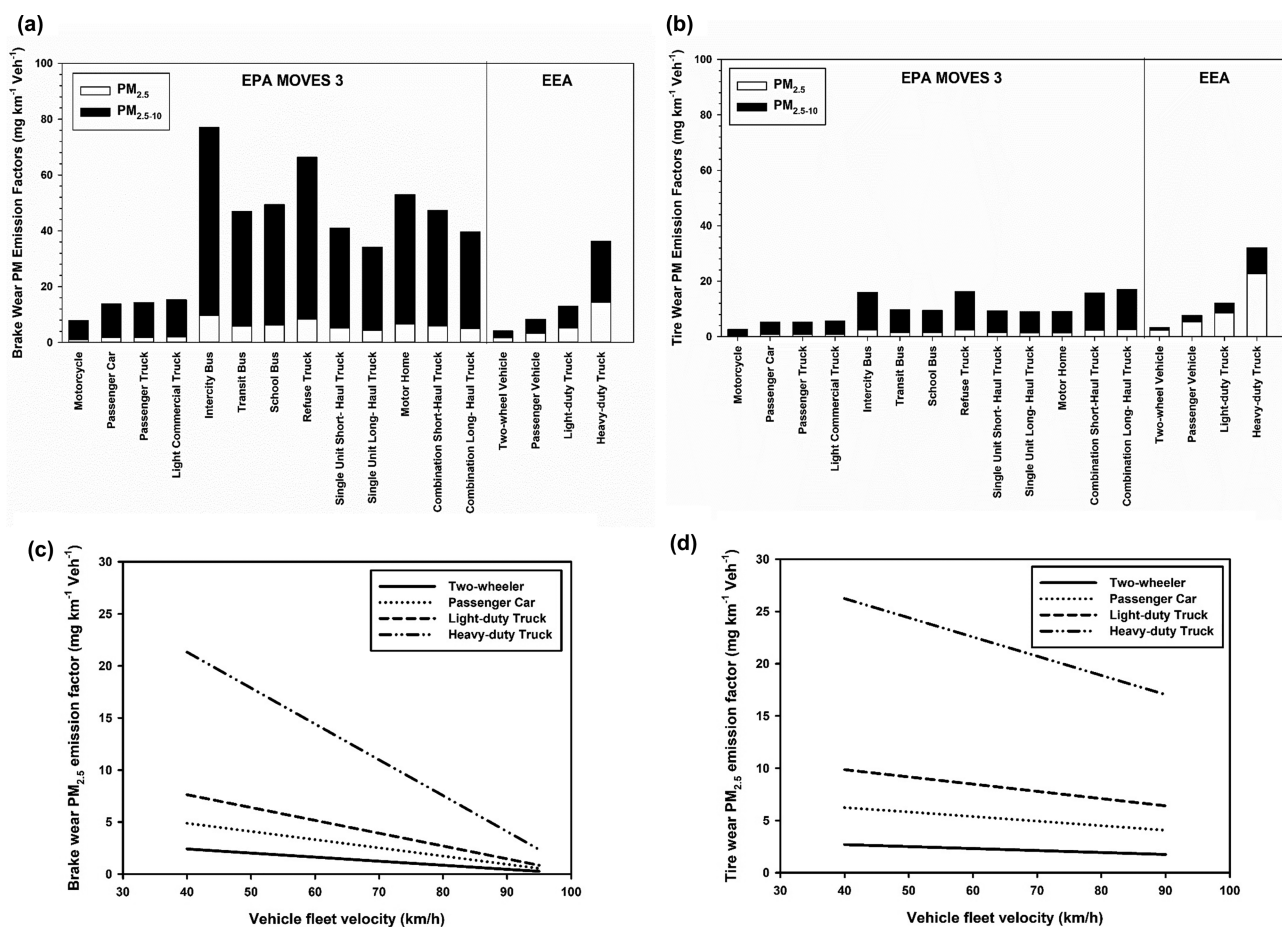 (a)
Brake Wear PM Emission Factors (mg km⁻¹ Veh⁻¹)
100
80
60
40
20
0
EPA MOVES 3
EEA
PM2.5
PM2.5-10
Motorcycle
Passenger Car
Passenger Truck
Light Commercial Truck
Intercity Bus
Transit Bus
School Bus
Refuse Truck
Single Unit Short- Haul Truck
Single Unit Long- Haul Truck
Motor Home
Combination Short-Haul Truck
Combination Long- Haul Truck
Two-wheel Vehicle
Passenger Vehicle
Light-duty Truck
Heavy-duty Truck
(b)
Tire Wear PM Emission Factors (mg km⁻¹ Veh⁻¹)
100
80
60
40
20
0
EPA MOVES 3
EEA
PM2.5
PM2.5-10
Motorcycle
Passenger Car
Passenger Truck
Light Commercial Truck
Intercity Bus
Transit Bus
School Bus
Refuse Truck
Single Unit Short- Haul Truck
Single Unit Long- Haul Truck
Motor Home
Combination Short-Haul Truck
Combination Long- Haul Truck
Two-wheel Vehicle
Passenger Vehicle
Light-duty Truck
Heavy-duty Truck
(c)
Brake wear PM2.5 emission factor (mg km⁻¹ Veh⁻¹)
30
25
20
15
10
5
0
Two-wheeler
Passenger Car
Light-duty Truck
Heavy-duty Truck
30 40 50 60 70 80 90 100
Vehicle fleet velocity (km/h)
(d)
Tire wear PM2.5 emission factor (mg km⁻¹ Veh⁻¹)
30
25
20
15
10
5
0
Two-wheeler
Passenger Car
Light-duty Truck
Heavy-duty Truck
30 40 50 60 70 80 90 100
Vehicle fleet velocity (km/h)